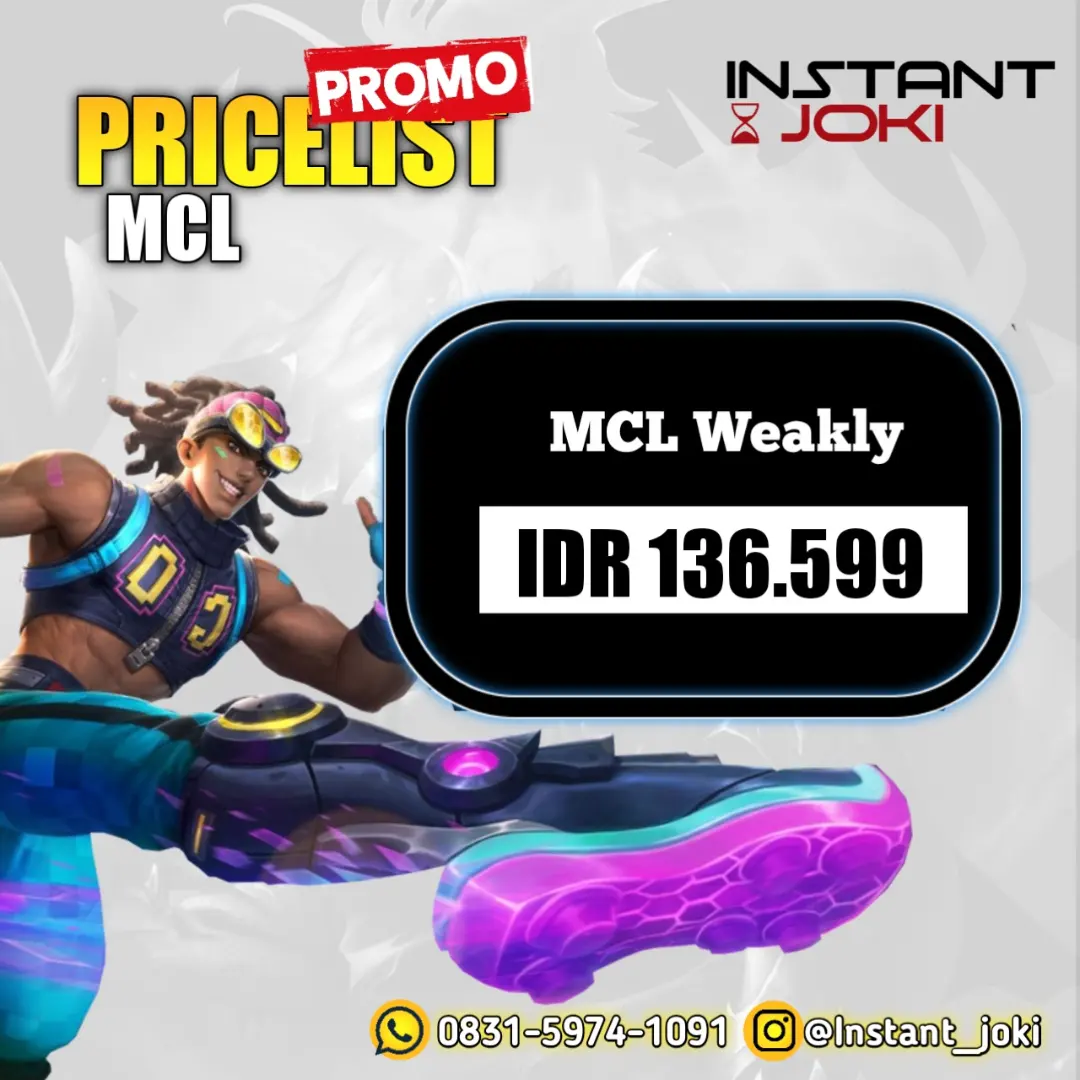 PROMO
PRICELIST
MCL
INSTANT
JOKI
MCL Weakly
IDR 136.599
0831-5974-1091 @Instant_joki